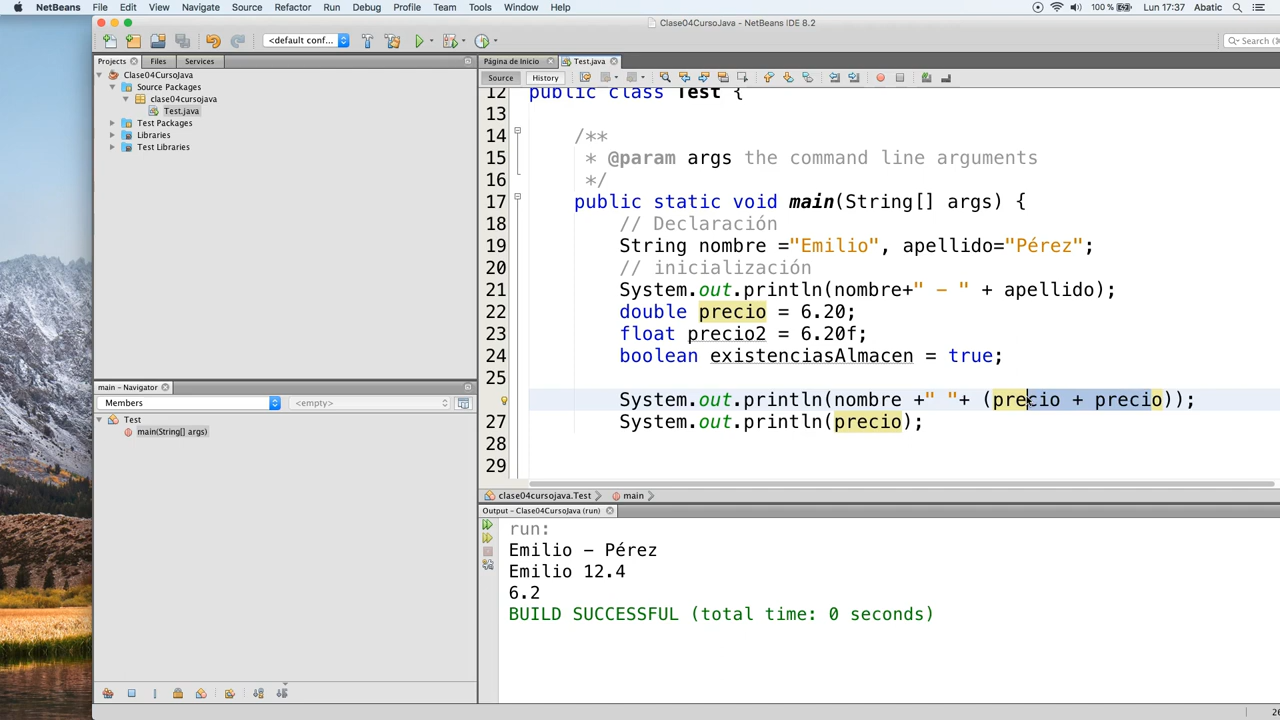 NetBeans File Edit View Navigate Source Refactor Run Debug Profile Team Tools Window Help 100 % Lun 17:37 Abatic
Clase04CursoJava - NetBeans IDE 8.2
<default conf...
Search (
Projects Files Services
Clase04CursoJava
Source Packages
clase04cursojava
Test.java
Test Packages
Libraries
Test Libraries
main - Navigator
Members <empty>
Test
main(String[] args)
Página de Inicio Test.java
Source History
12 public class Test {
13
14 /**
15 * @param args the command line arguments
16 */
17 public static void main(String[] args) {
18 // Declaración
19 String nombre ="Emilio", apellido="Pérez";
20 // inicialización
21 System.out.println(nombre+" - " + apellido);
22 double precio = 6.20;
23 float precio2 = 6.20f;
24 boolean existenciasAlmacen = true;
25
System.out.println(nombre +" "+ (precio + precio));
27 System.out.println(precio);
28
29
clase04cursojava.Test main
Output - Clase04CursoJava (run)
run:
Emilio - Pérez
Emilio 12.4
6.2
BUILD SUCCESSFUL (total time: 0 seconds)